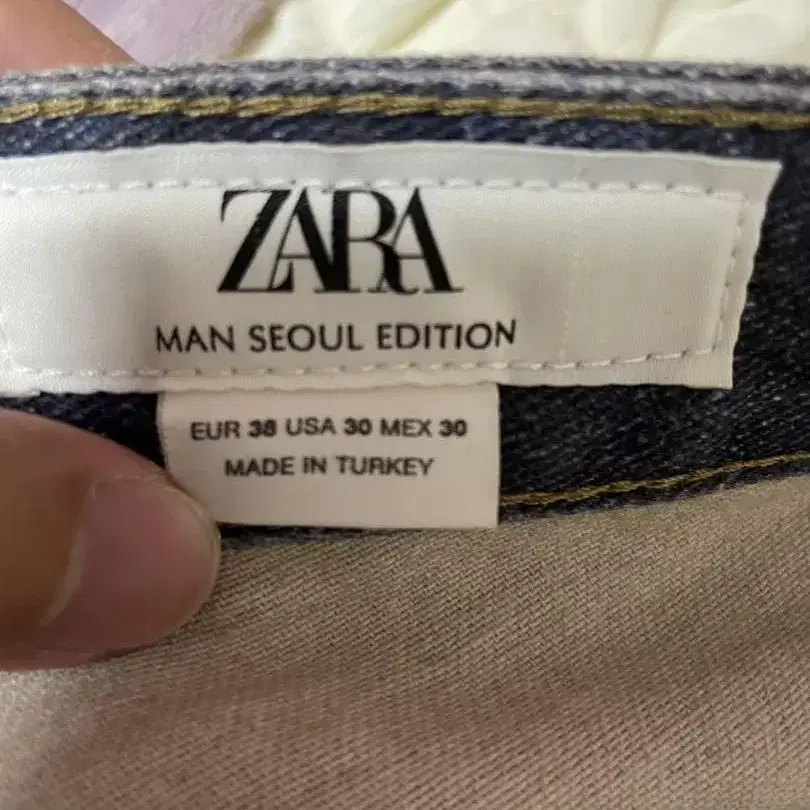 ZARA
MAN SEOUL EDITION
EUR 38 USA 30 MEX 30
MADE IN TURKEY